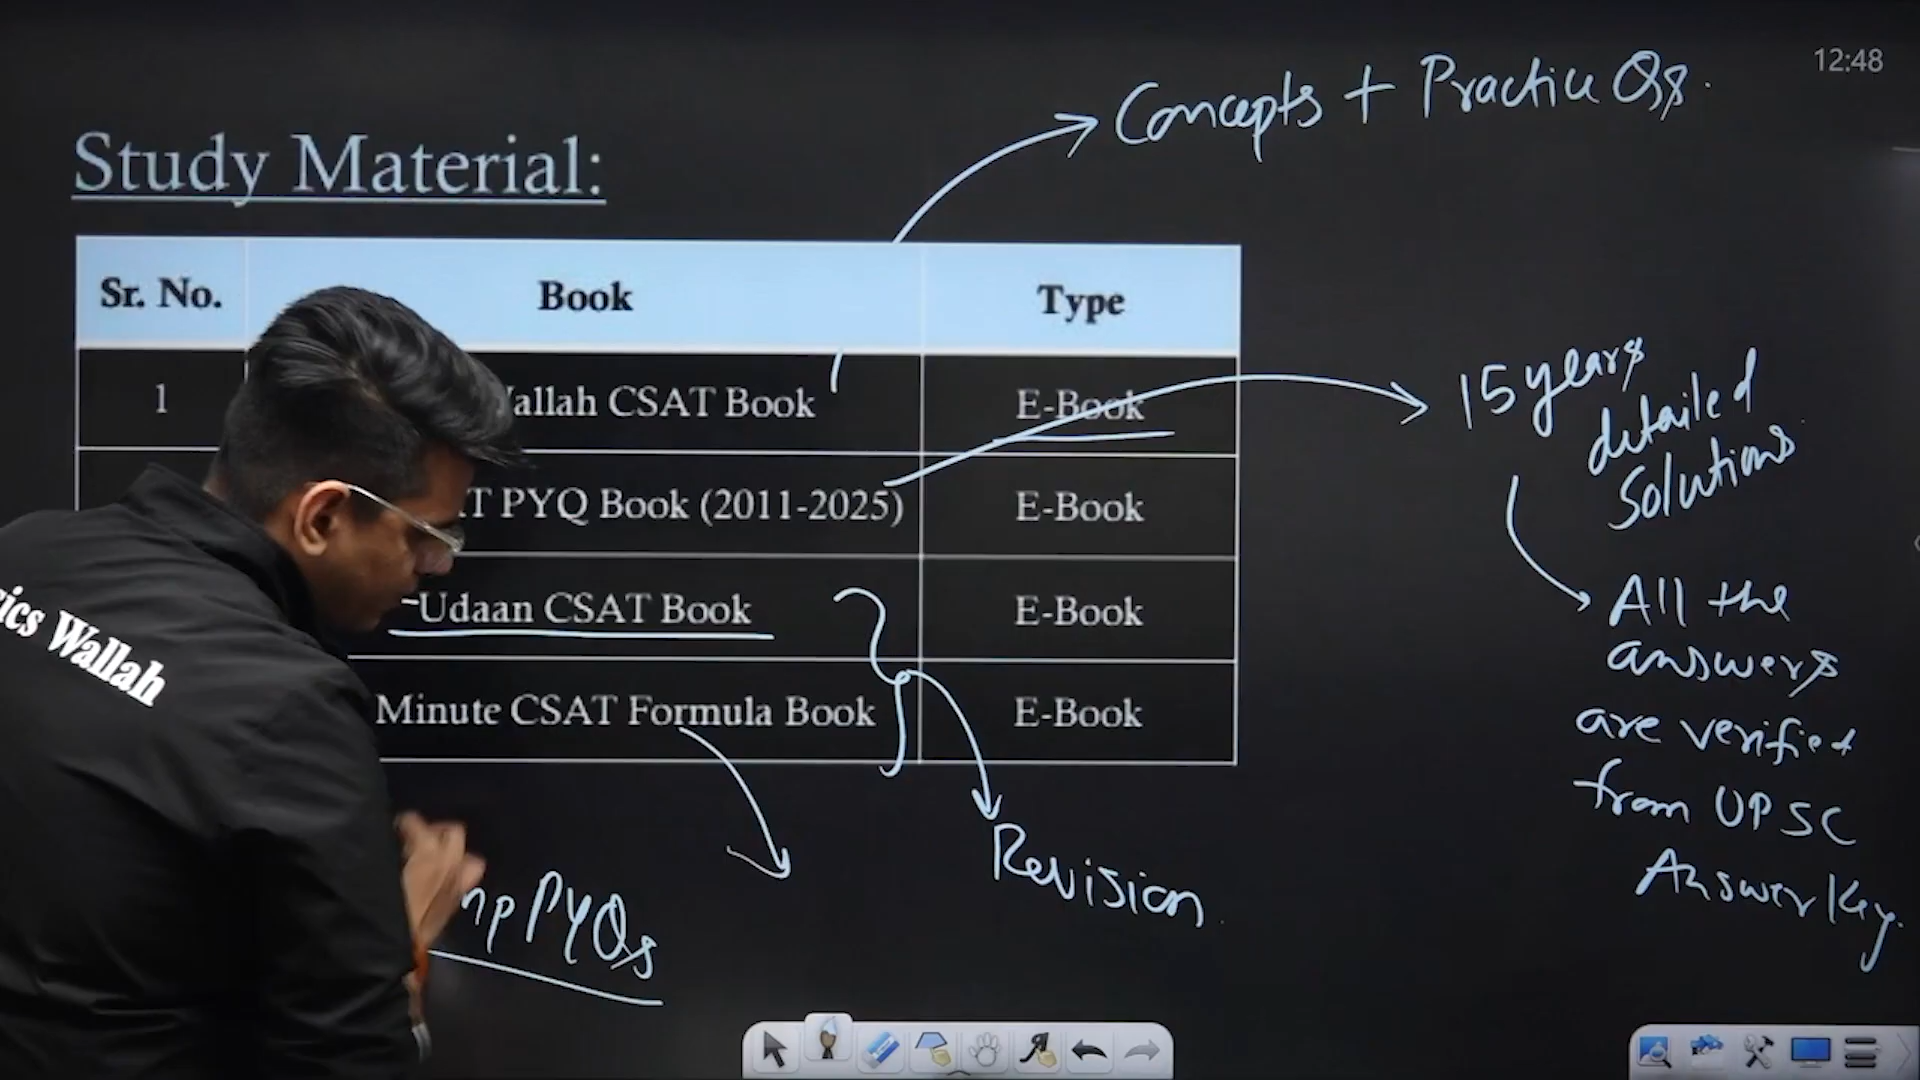 12:48
Concepts + Practice Qs.
Study Material:
Sr. No. Book Type
1 Wallah CSAT Book E-Book
PYQ Book (2011-2025) E-Book
Udaan CSAT Book E-Book
Minute CSAT Formula Book E-Book
15 years
detailed
Solutions
All the
answers
are verified
from UPSC
Answer Key.
Revision
Imp PYQs
Wallah